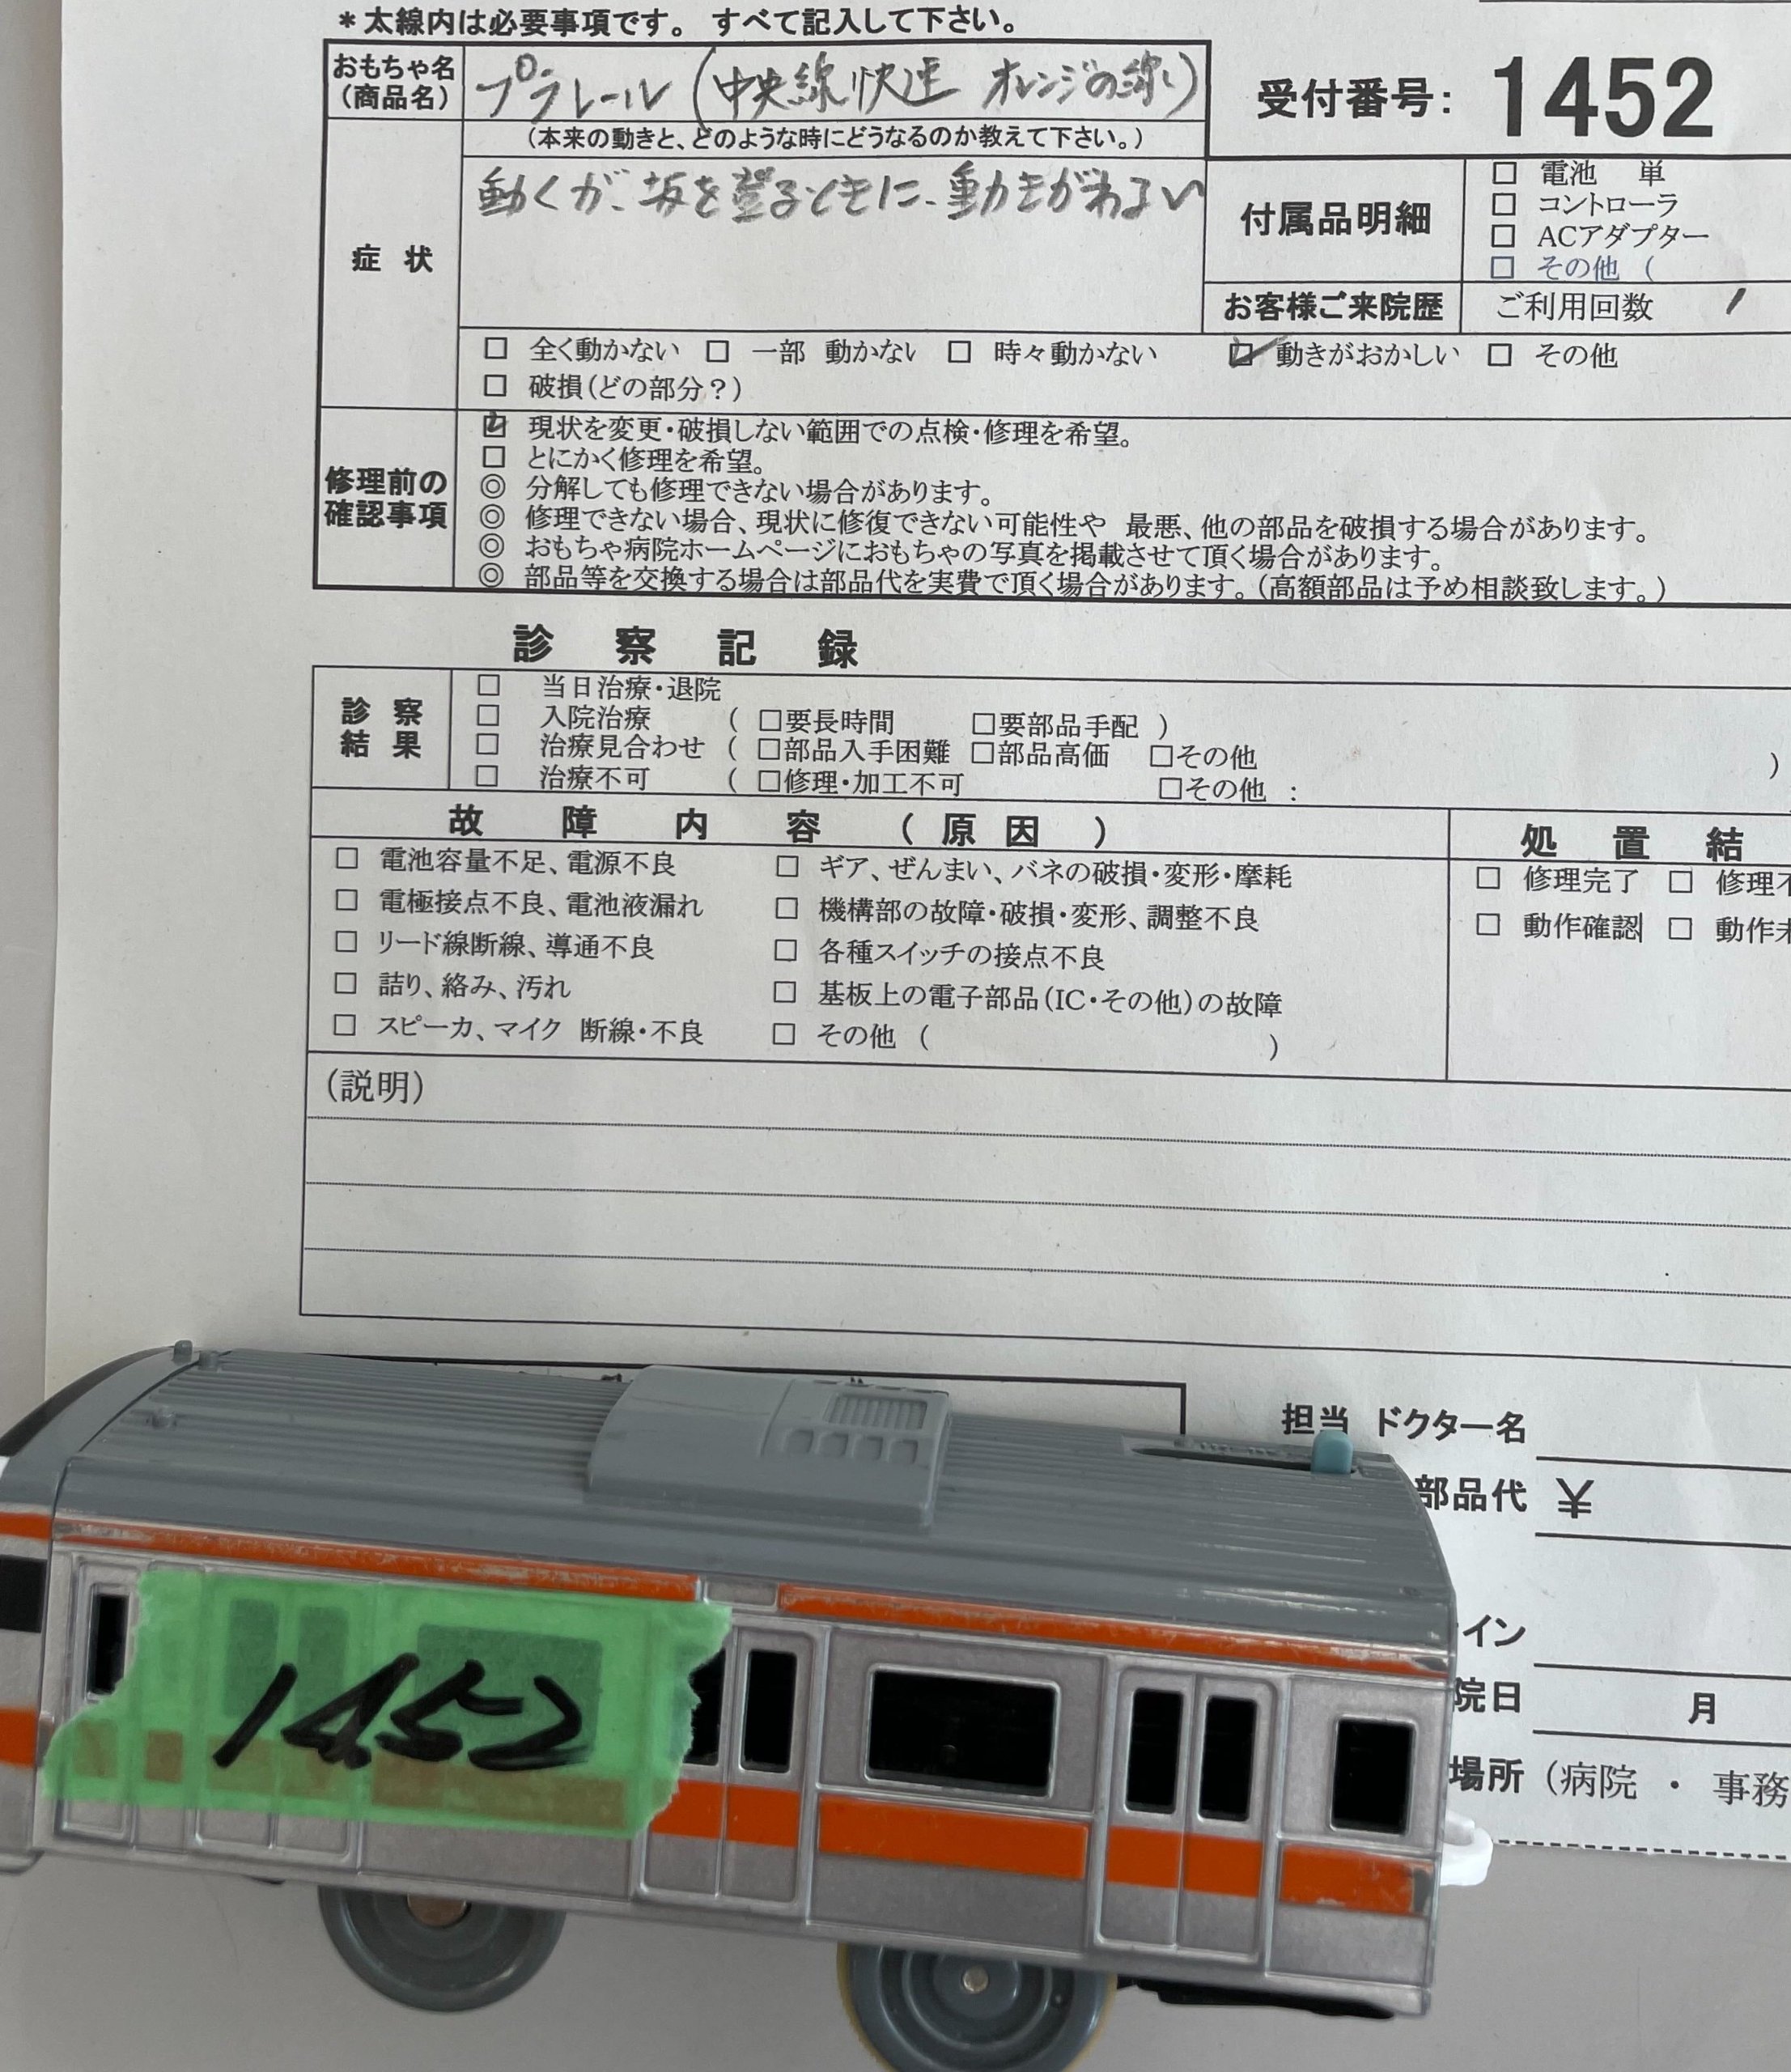 ＊太線内は必要事項です。 すべて記入して下さい。
おもちゃ名
(商品名)
プラレール (中央線快速 オレンジの線)
受付番号: 1452
(本来の動きと、どのような時にどうなるのか教えて下さい。)
症 状
動くが、坂を登るときに、動きがわるい
付属品明細
□ 電池 単
□ コントローラ
□ ACアダプター
□ その他 (
お客様ご来院歴
ご利用回数 1
□ 全く動かない □ 一部 動かない □ 時々動かない ☑ 動きがおかしい □ その他
□ 破損(どの部分?)
修理前の
確認事項
☑ 現状を変更・破損しない範囲での点検・修理を希望。
□ とにかく修理を希望。
◎ 分解しても修理できない場合があります。
◎ 修理できない場合、現状に修復できない可能性や 最悪、他の部品を破損する場合があります。
◎ おもちゃ病院ホームページにおもちゃの写真を掲載させて頂く場合があります。
◎ 部品等を交換する場合は部品代を実費で頂く場合があります。(高額部品は予め相談致します。)
診 察 記 録
診 察
結 果
□ 当日治療・退院
□ 入院治療 ( □要長時間 □要部品手配 )
□ 治療見合わせ ( □部品入手困難 □部品高価 □その他 )
□ 治療不可 ( □修理・加工不可 □その他 :
故 障 内 容 ( 原 因 )
処 置 結
□ 電池容量不足、電源不良 □ ギア、ぜんまい、バネの破損・変形・摩耗
□ 電極接点不良、電池液漏れ □ 機構部の故障・破損・変形、調整不良
□ リード線断線、導通不良 □ 各種スイッチの接点不良
□ 詰り、絡み、汚れ □ 基板上の電子部品(IC・その他)の故障
□ スピーカ、マイク 断線・不良 □ その他 ( )
□ 修理完了 □ 修理不
□ 動作確認 □ 動作未
(説明)
担当 ドクター名
部品代 ¥
イン
院日 月
場所 (病院 ・ 事務
1452